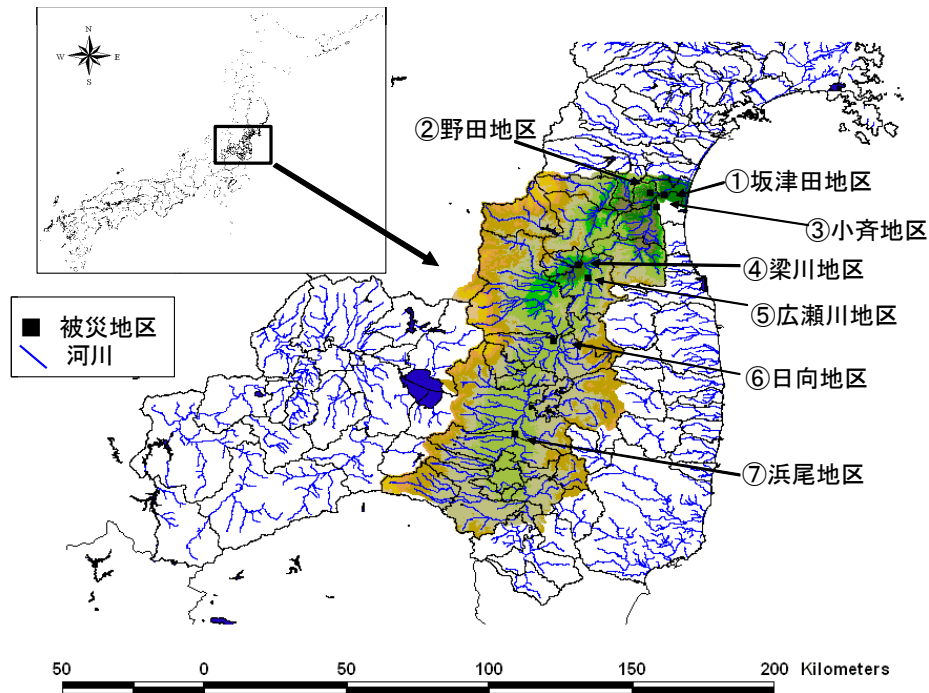 N
W E
S
②野田地区
①坂津田地区
③小斉地区
④梁川地区
⑤広瀬川地区
⑥日向地区
⑦浜尾地区
被災地区
河川
50 0 50 100 150 200 Kilometers